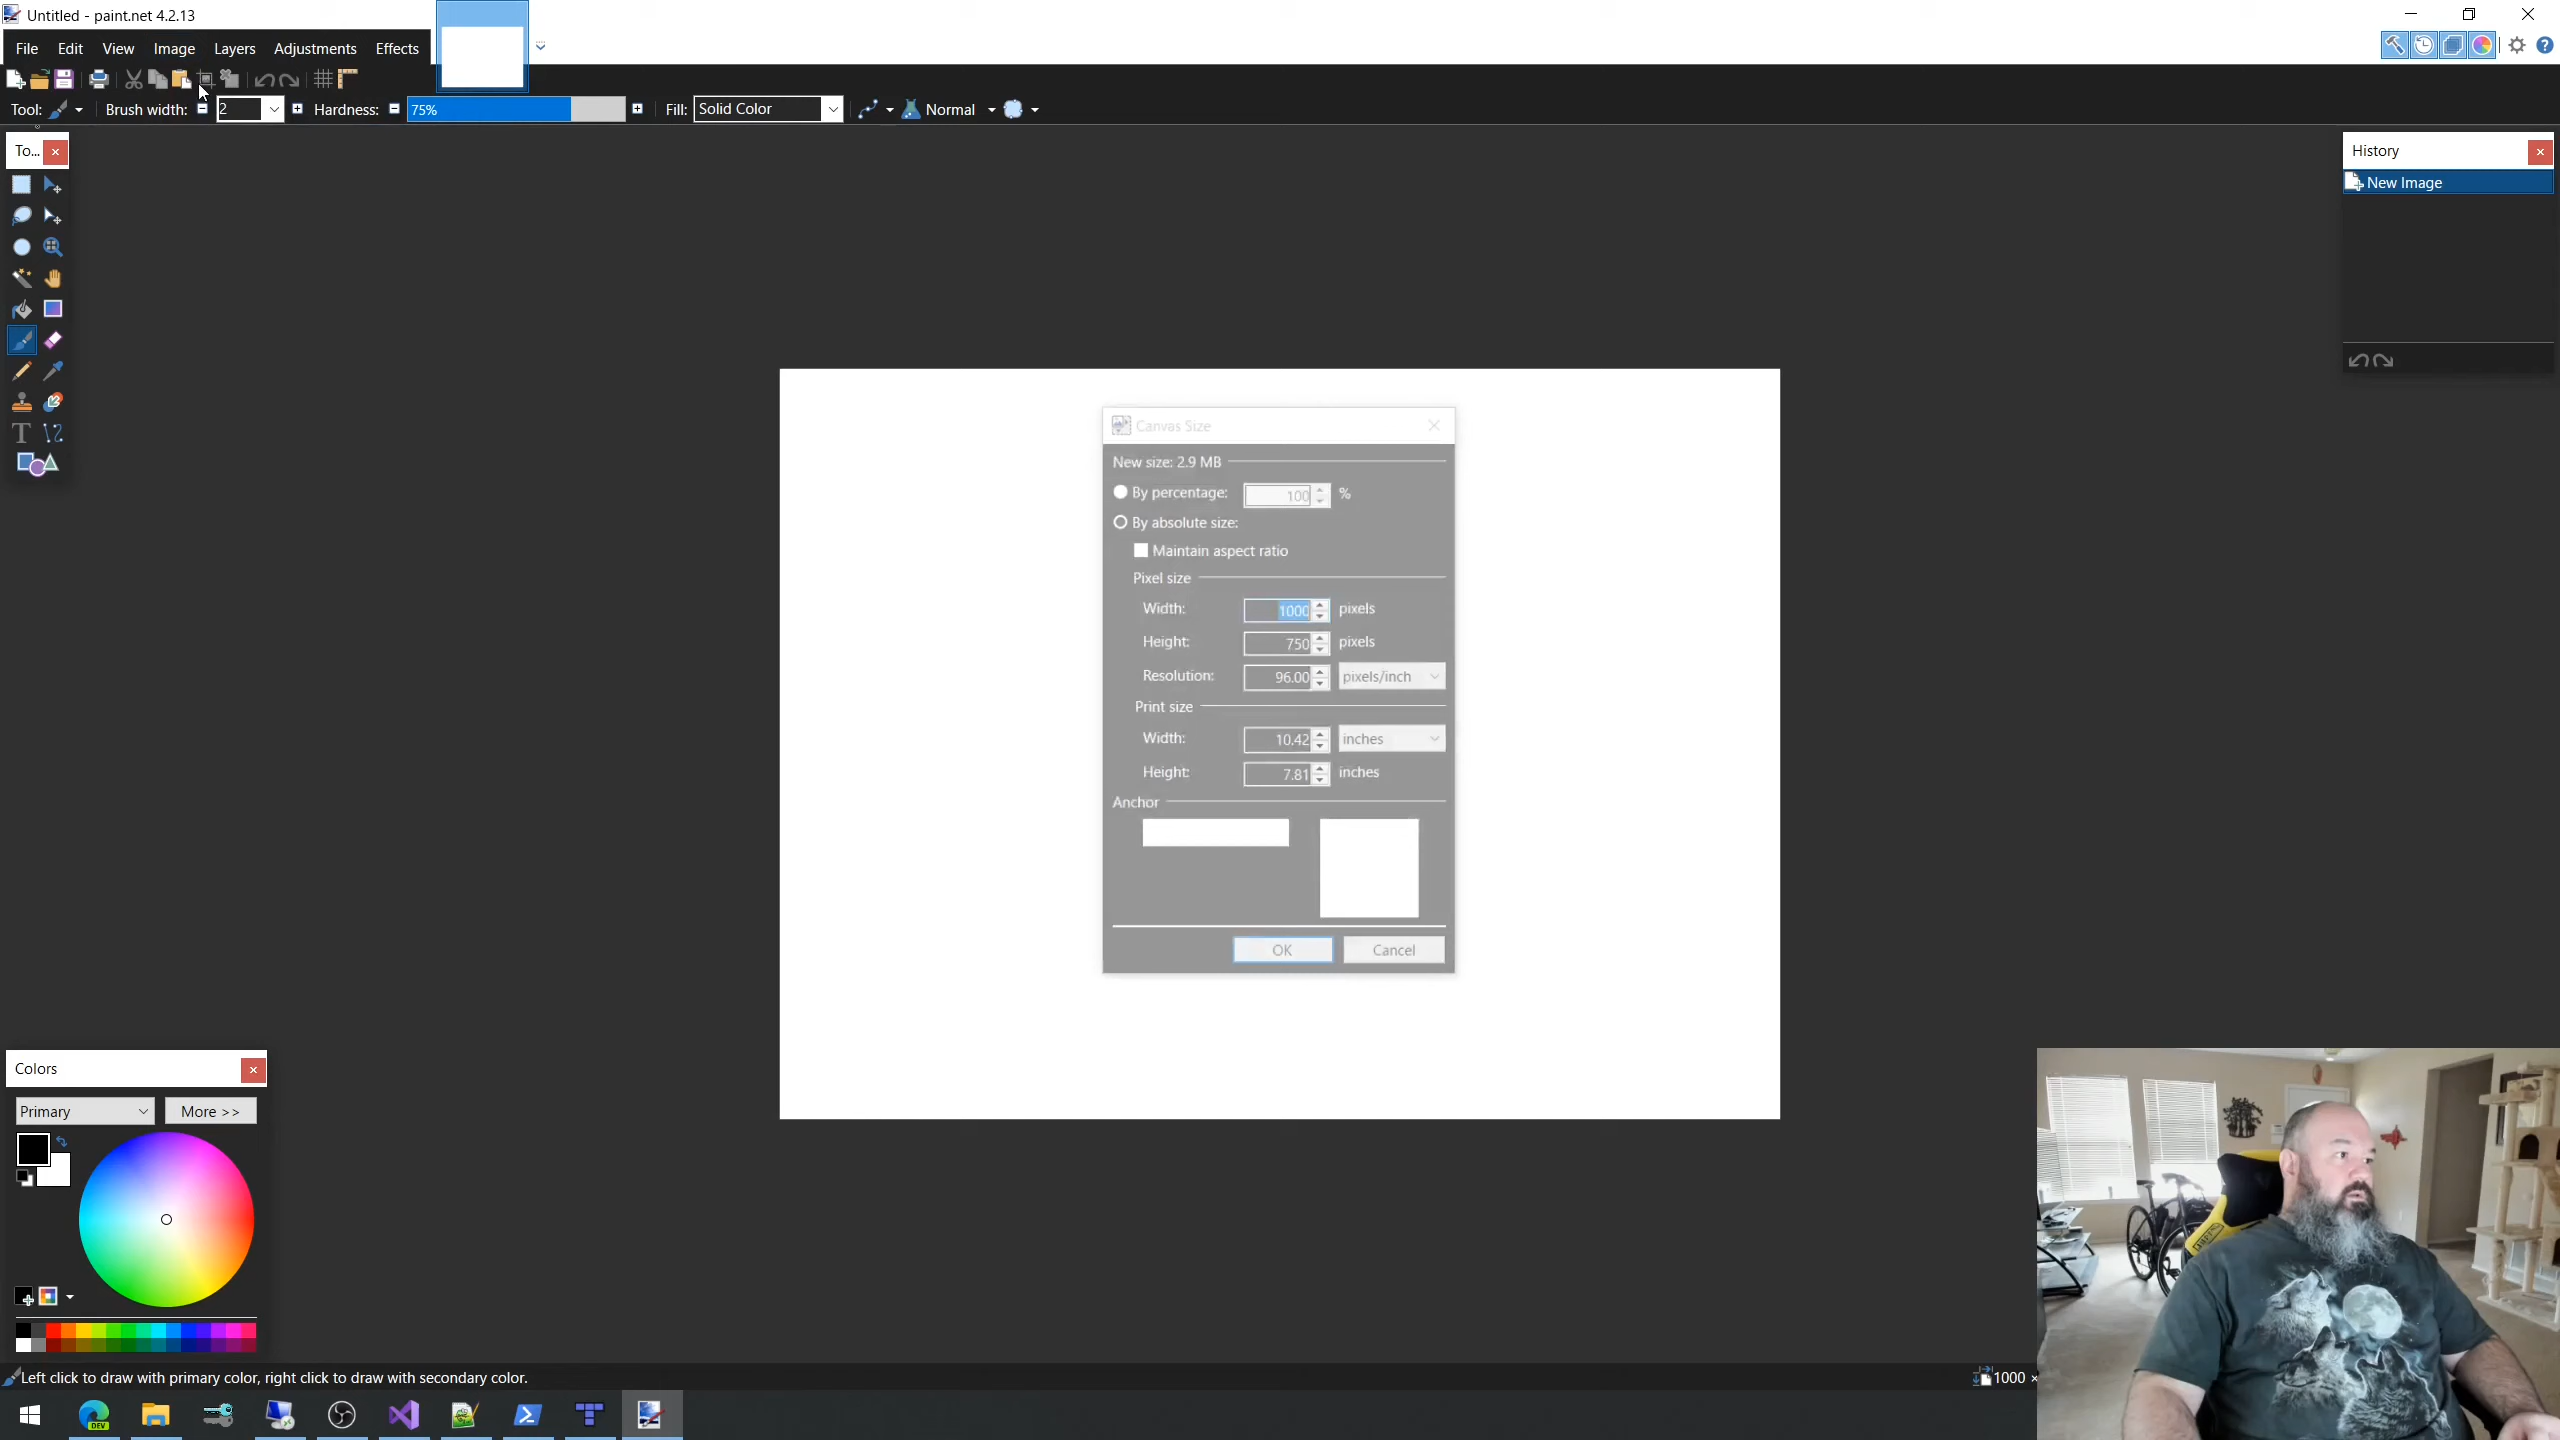 Untitled - paint.net 4.2.13
File Edit View Image Layers Adjustments Effects
Tool: Brush width: 2 Hardness: 75% Fill: Solid Color Normal
To...
History
New Image
Canvas Size
New size: 2.9 MB
By percentage: 100 %
By absolute size:
Maintain aspect ratio
Pixel size
Width: 1000 pixels
Height: 750 pixels
Resolution: 96.00 pixels/inch
Print size
Width: 10.42 inches
Height: 7.81 inches
Anchor
OK Cancel
Colors
Primary More >>
Left click to draw with primary color, right click to draw with secondary color.
1000 ×
DEV